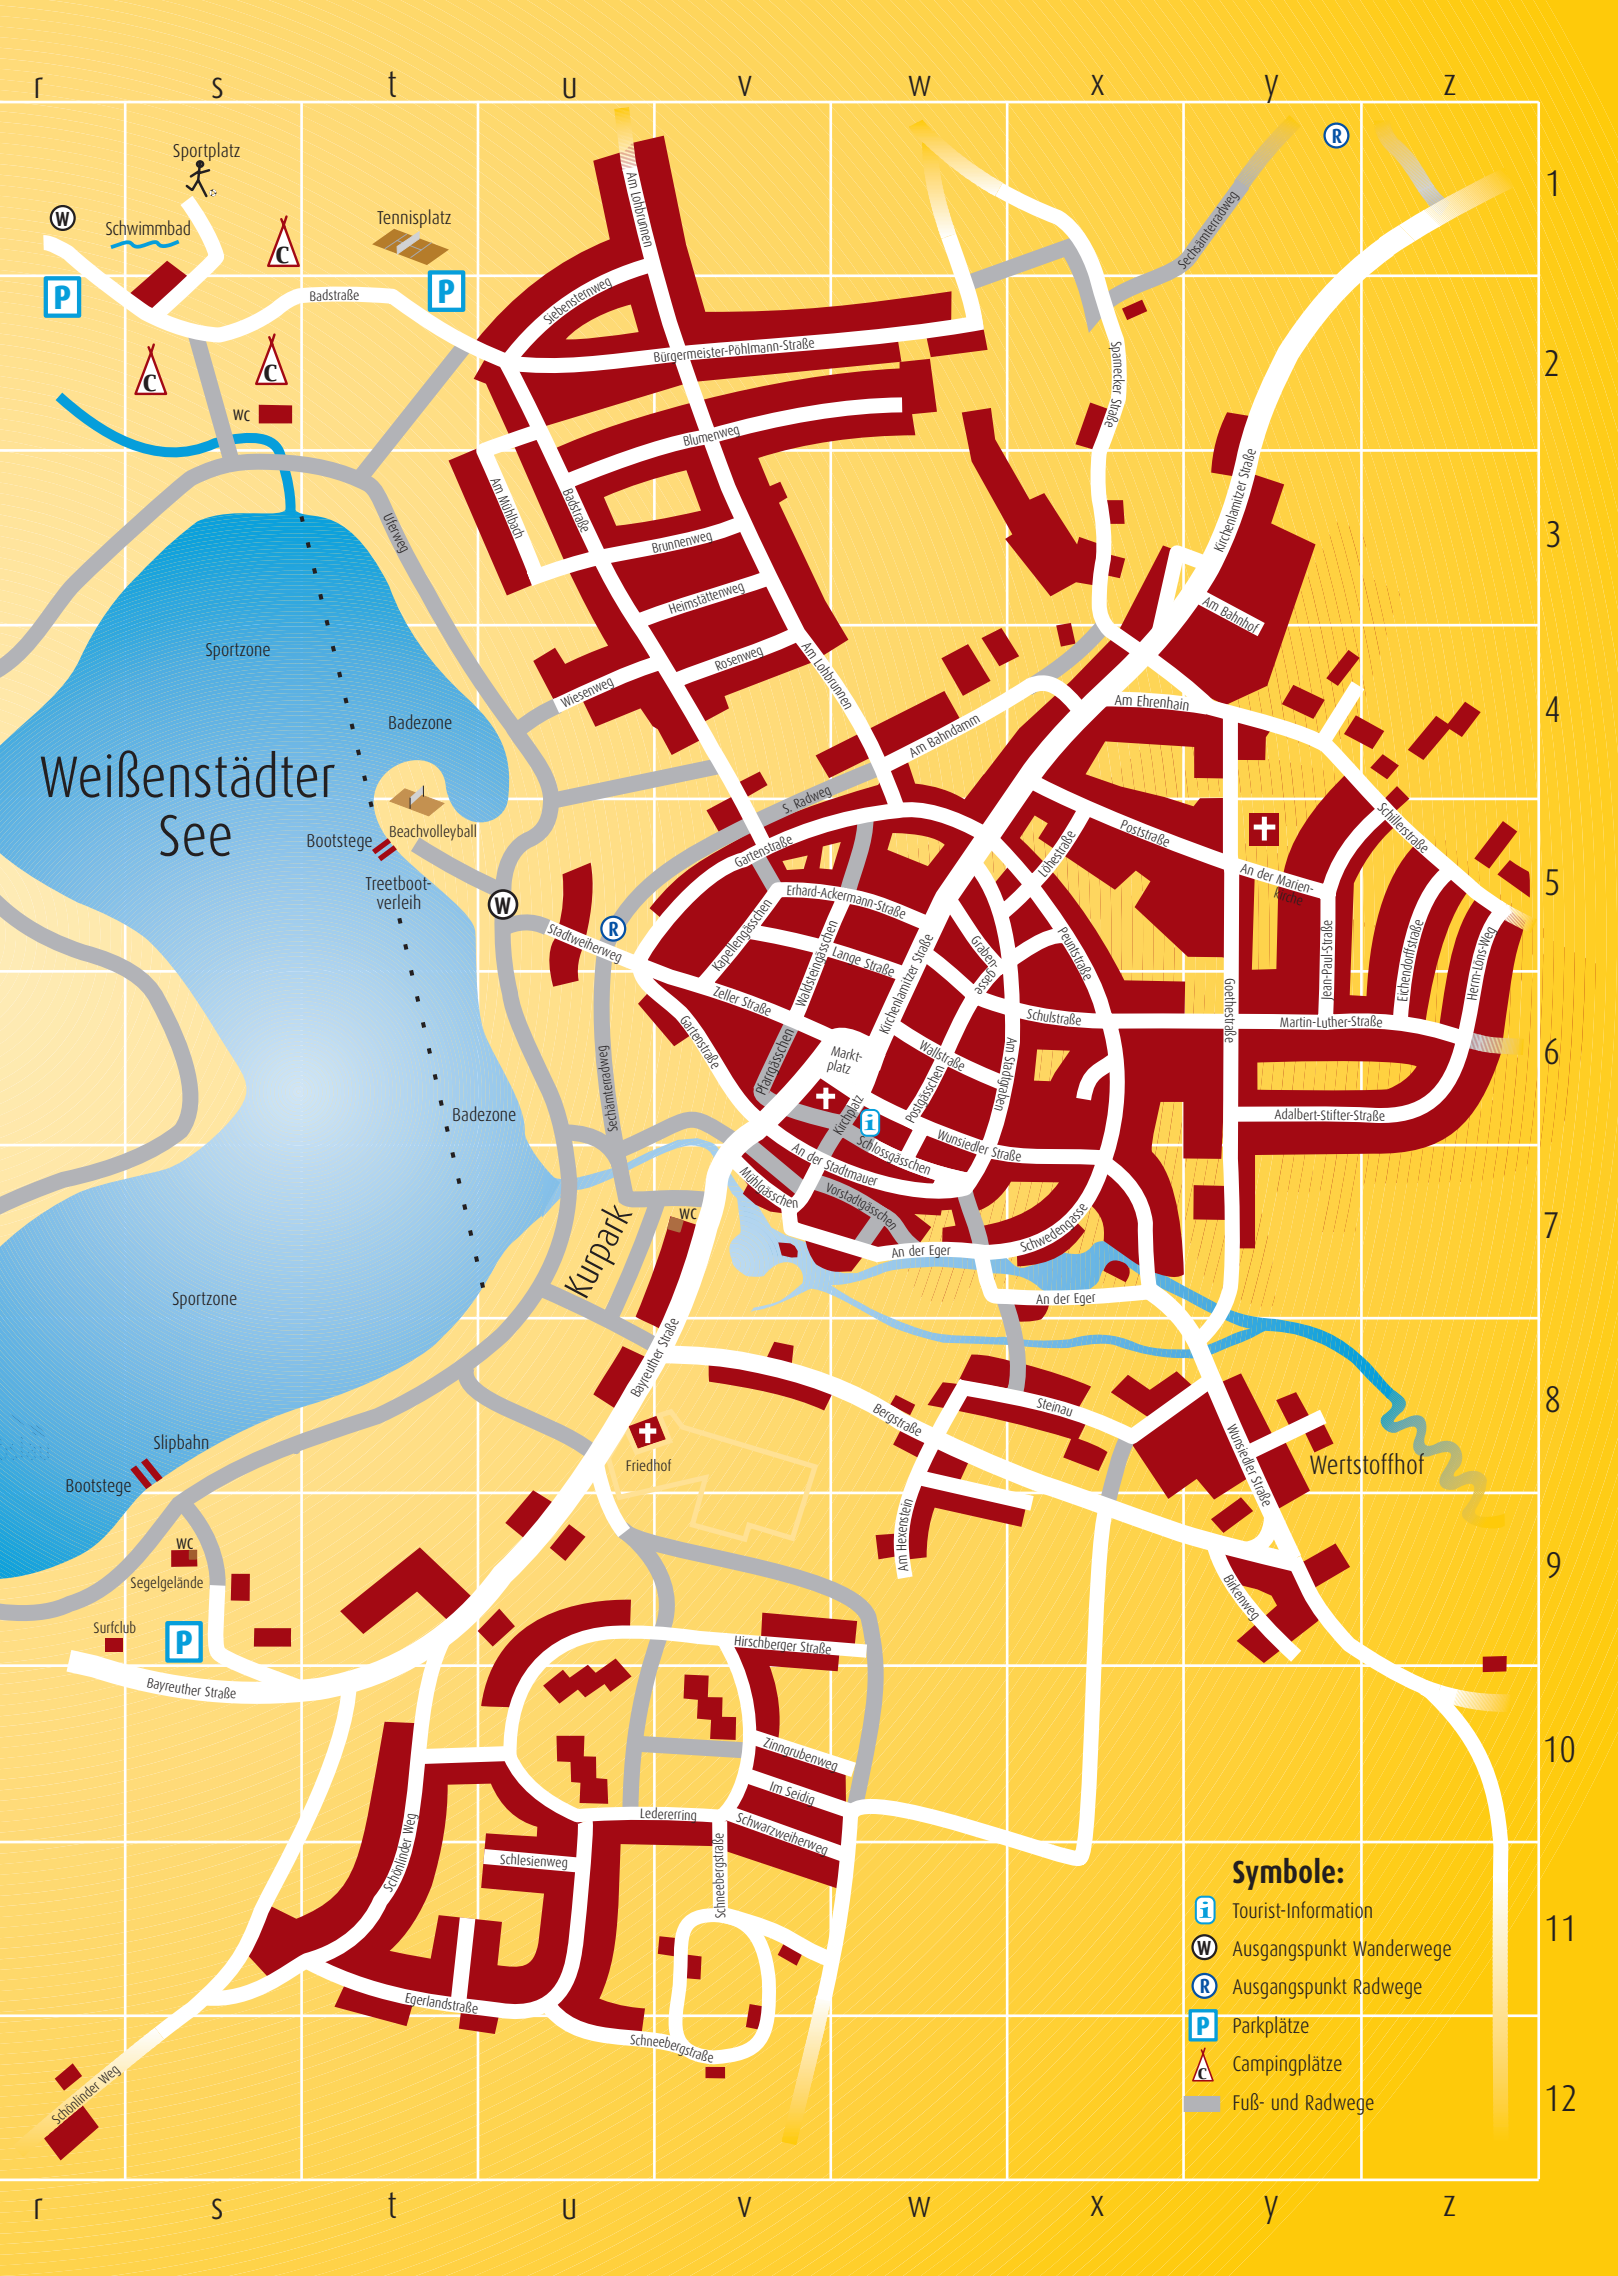 r s t u v w x y z
Sportplatz
R
1
W
Schwimmbad
C
Tennisplatz
Am Lohbrunnen
Sechsämterradweg
P
Badstraße
P
Siebensternweg
Bürgermeister-Pöhlmann-Straße
Sparnecker Straße
2
C
C
WC
Blumenweg
Am Mühlbach
Badstraße
Uferweg
Brunnenweg
Kirchenlamitzer Straße
3
Heimstättenweg
Am Bahnhof
Sportzone
Rosenweg
Am Lohbrunnen
Wiesenweg
Am Ehrenhain
4
Badezone
Am Bahndamm
Weißenstädter
See
S. Radweg
Schillerstraße
Beachvolleyball
Bootstege
Poststraße
Löhestraße
Gartenstraße
Treetboot-
verleih
An der Marien-
kirche
5
Erhard-Ackermann-Straße
W
R
Stadtweiherweg
Kapellengässchen
Waldsteingässchen
Lange Straße
Kirchenlamitzer Straße
Graben-
gasse
Peuntstraße
Jean-Paul-Straße
Eichendorffstraße
Herm-Löns-Weg
Zeller Straße
Goethestraße
Schulstraße
Martin-Luther-Straße
Gartenstraße
Markt-
platz
Wallstraße
Am Stadtgraben
6
Pfarrgässchen
Postgässchen
Sechämterradweg
Kirchplatz
i
Badezone
Adalbert-Stifter-Straße
Schlossgässchen
Wunsiedler Straße
An der Stadtmauer
Mühlgässchen
Vorstadtgässchen
WC
Kurpark
Schwedengasse
An der Eger
7
Sportzone
An der Eger
Bayreuther Straße
Bergstraße
Steinau
8
Slipbahn
Friedhof
Wunsiedler Straße
Wertstoffhof
Bootstege
Am Hexenstein
WC
Segelgelände
9
Birkenweg
Surfclub
P
Hirschberger Straße
Bayreuther Straße
Zinngrubenweg
10
Im Seidig
Ledererring
Schwarzweiherweg
Schönlinder Weg
Schlesienweg
Schneebergstraße
Symbole:
i Tourist-Information
11
W Ausgangspunkt Wanderwege
R Ausgangspunkt Radwege
Egerlandstraße
P Parkplätze
Schneebergstraße
C Campingplätze
Schönlinder Weg
Fuß- und Radwege
12
r s t u v w x y z